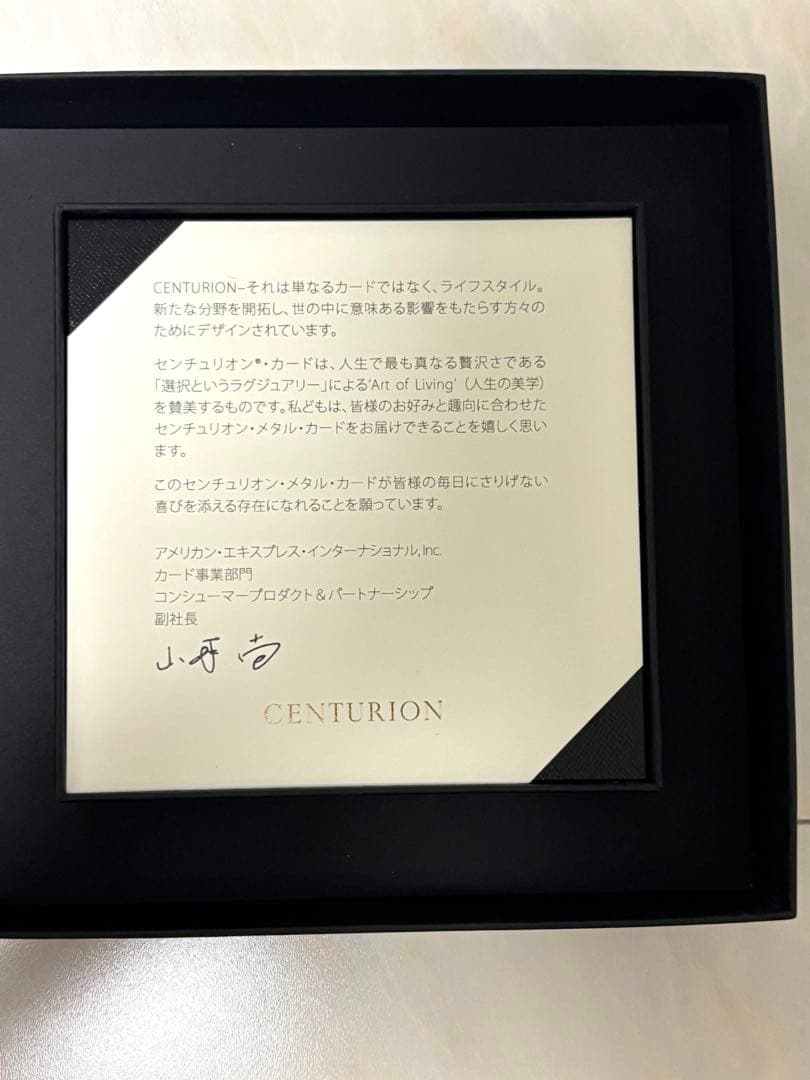 CENTURION–それは単なるカードではなく、ライフスタイル。
新たな分野を開拓し、世の中に意味ある影響をもたらす方々の
ためにデザインされています。
センチュリオン®・カードは、人生で最も真なる贅沢さである
「選択というラグジュアリー」による‘Art of Living’（人生の美学）
を賛美するものです。私どもは、皆様のお好みと趣向に合わせた
センチュリオン・メタル・カードをお届けできることを嬉しく思い
ます。
このセンチュリオン・メタル・カードが皆様の毎日にさりげない
喜びを添える存在になれることを願っています。
アメリカン・エキスプレス・インターナショナル, Inc.
カード事業部門
コンシューマープロダクト＆パートナーシップ
副社長
CENTURION